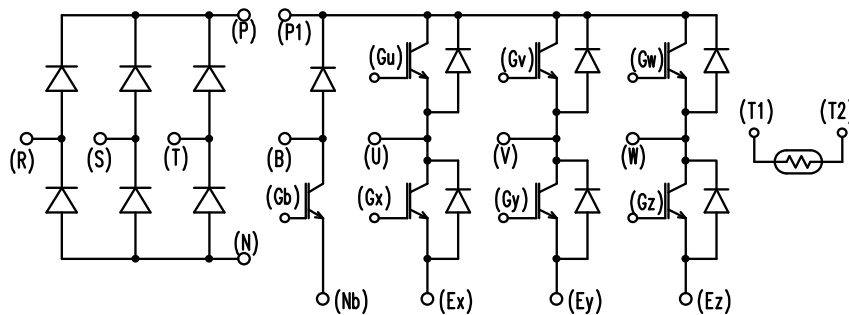 (P) (P1)
(Gu) (Gv) (Gw)
(T1) (T2)
(R) (S) (T) (B) (U) (V) (W)
(Gb) (Gx) (Gy) (Gz)
(N)
(Nb) (Ex) (Ey) (Ez)